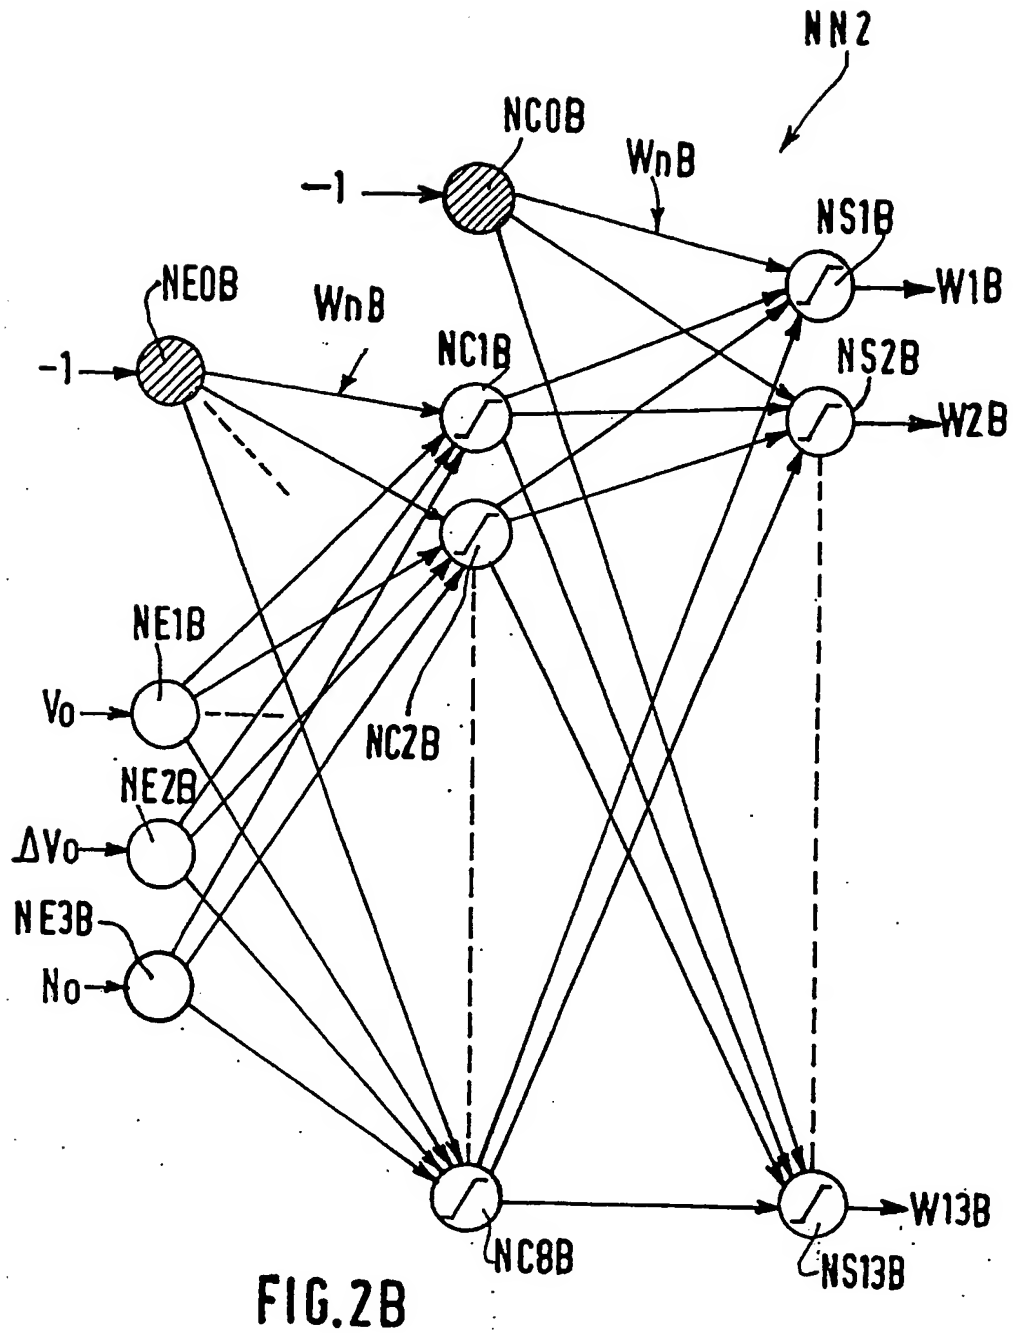 NN2
NC0B
WnB
-1
NS1B
NE0B
WnB
W1B
NC1B
NS2B
-1
W2B
NE1B
V0
NC2B
NE2B
ΔV0
NE3B
N0
W13B
NC8B
NS13B
FIG.2B